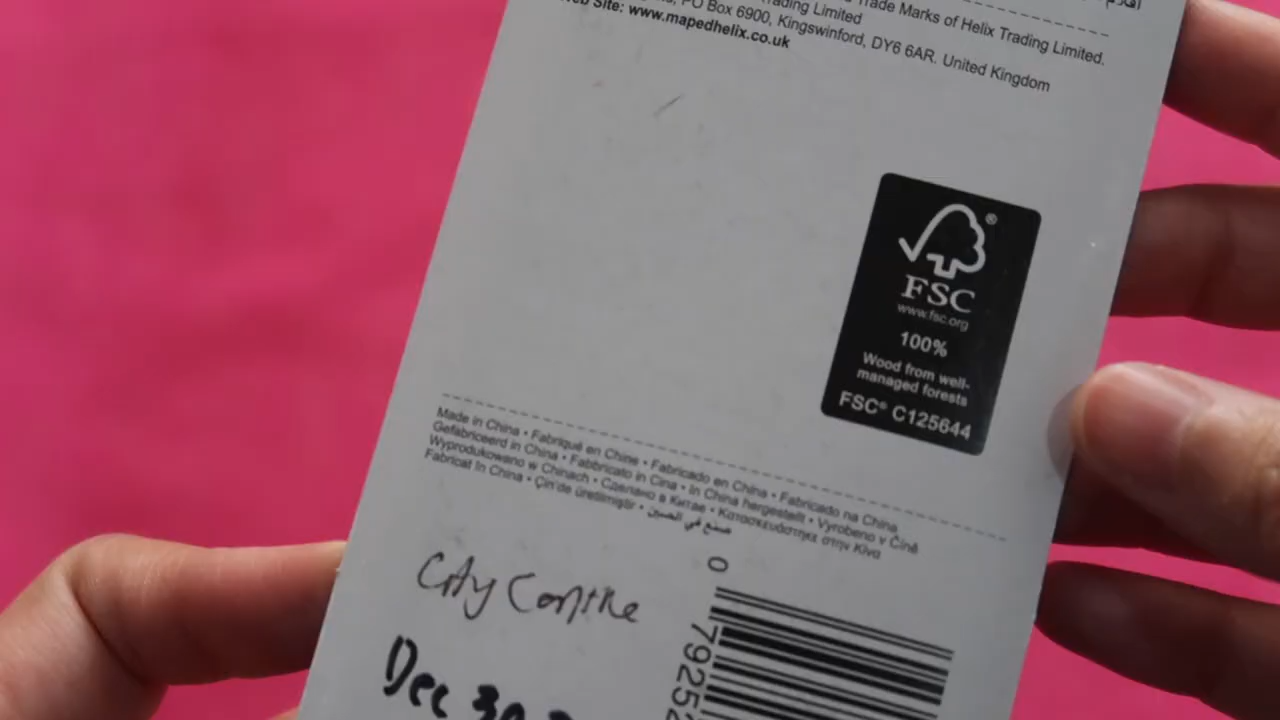 Trade Marks of Helix Trading Limited.
Trading Limited
PO Box 6900, Kingswinford, DY6 6AR. United Kingdom
Web Site: www.mapedhelix.co.uk
®
FSC
www.fsc.org
100%
Wood from well-
managed forests
FSC® C125644
Made in China • Fabriqué en Chine • Fabricado en China • Fabricado na China
Gefabriceerd in China • Fabbricato in Cina • In China hergestellt • Vyrobeno v Číně
Wyprodukowano w Chinach • Сделано в Китае • Κατασκευάστηκε στην Κίνα
Fabricat în China • Çin'de üretilmiştir • صنع في الصين
City Centre
Dec 30
0
79252